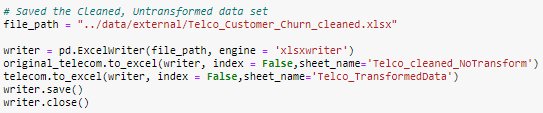 # Saved the Cleaned, Untransformed data set
file_path = "../data/external/Telco_Customer_Churn_cleaned.xlsx"
writer = pd.ExcelWriter(file_path, engine = 'xlsxwriter')
original_telecom.to_excel(writer, index = False,sheet_name='Telco_cleaned_NoTransform')
telecom.to_excel(writer, index = False,sheet_name='Telco_TransformedData')
writer.save()
writer.close()